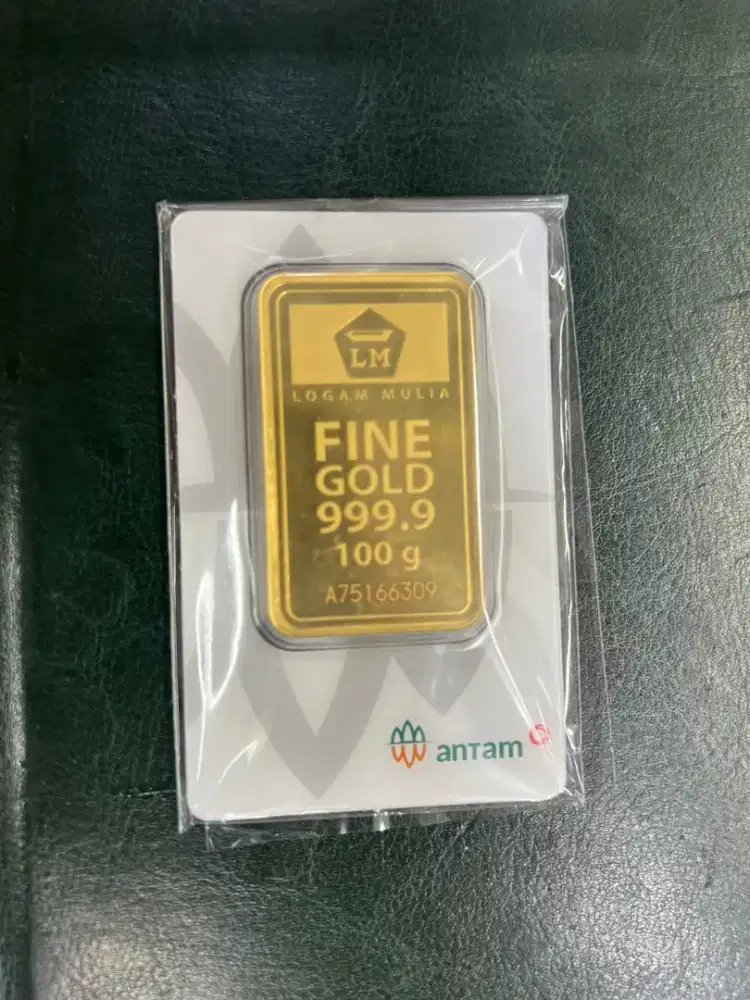 LM
LOGAM MULIA
FINE
GOLD
999.9
100 g
A75166309
antam